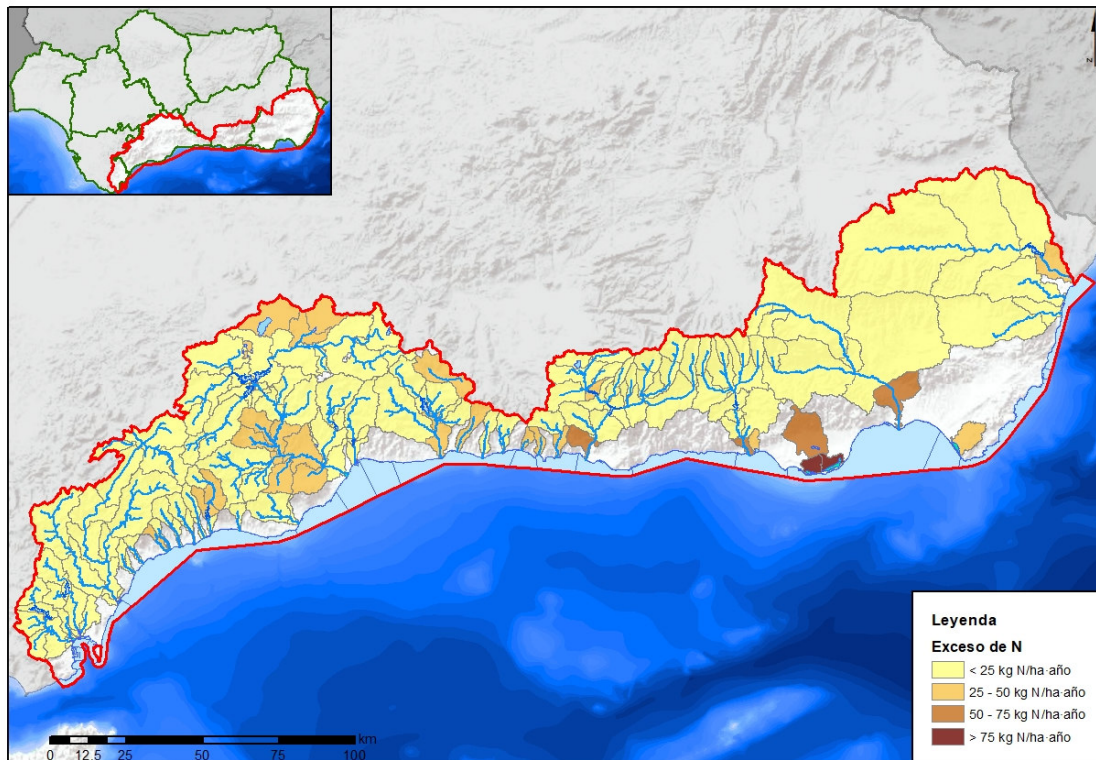 N
Leyenda
Exceso de N
< 25 kg N/ha·año
25 - 50 kg N/ha·año
50 - 75 kg N/ha·año
> 75 kg N/ha·año
km
0 12.5 25 50 75 100